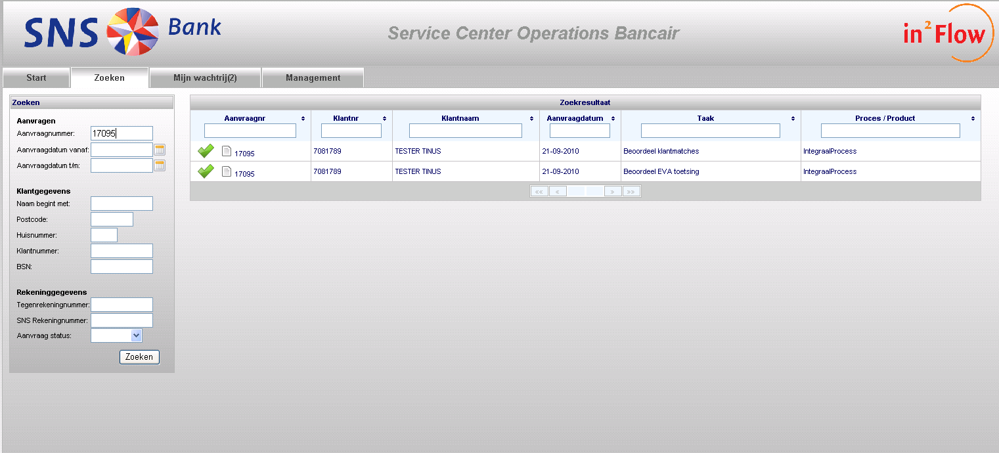 SNS Bank
Service Center Operations Bancair
in2Flow
Start Zoeken Mijn wachtrij(2) Management
Zoeken
Aanvragen
Aanvraagnummer: 17095
Aanvraagdatum vanaf:
Aanvraagdatum t/m:
Klantgegevens
Naam begint met:
Postcode:
Huisnummer:
Klantnummer:
BSN:
Rekeninggegevens
Tegenrekeningnummer:
SNS Rekeningnummer:
Aanvraag status:
Zoeken
Zoekresultaat
Aanvraagnr Klantnr Klantnaam Aanvraagdatum Taak Proces / Product
17095 7081789 TESTER TINUS 21-09-2010 Beoordeel klantmatches IntegraalProcess
17095 7081789 TESTER TINUS 21-09-2010 Beoordeel EVA toetsing IntegraalProcess
«« « » »»